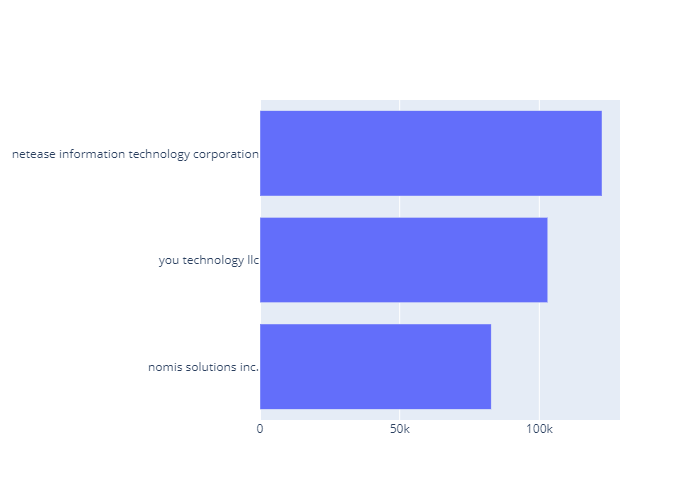 netease information technology corporation
you technology llc
nomis solutions inc.
0 50k 100k